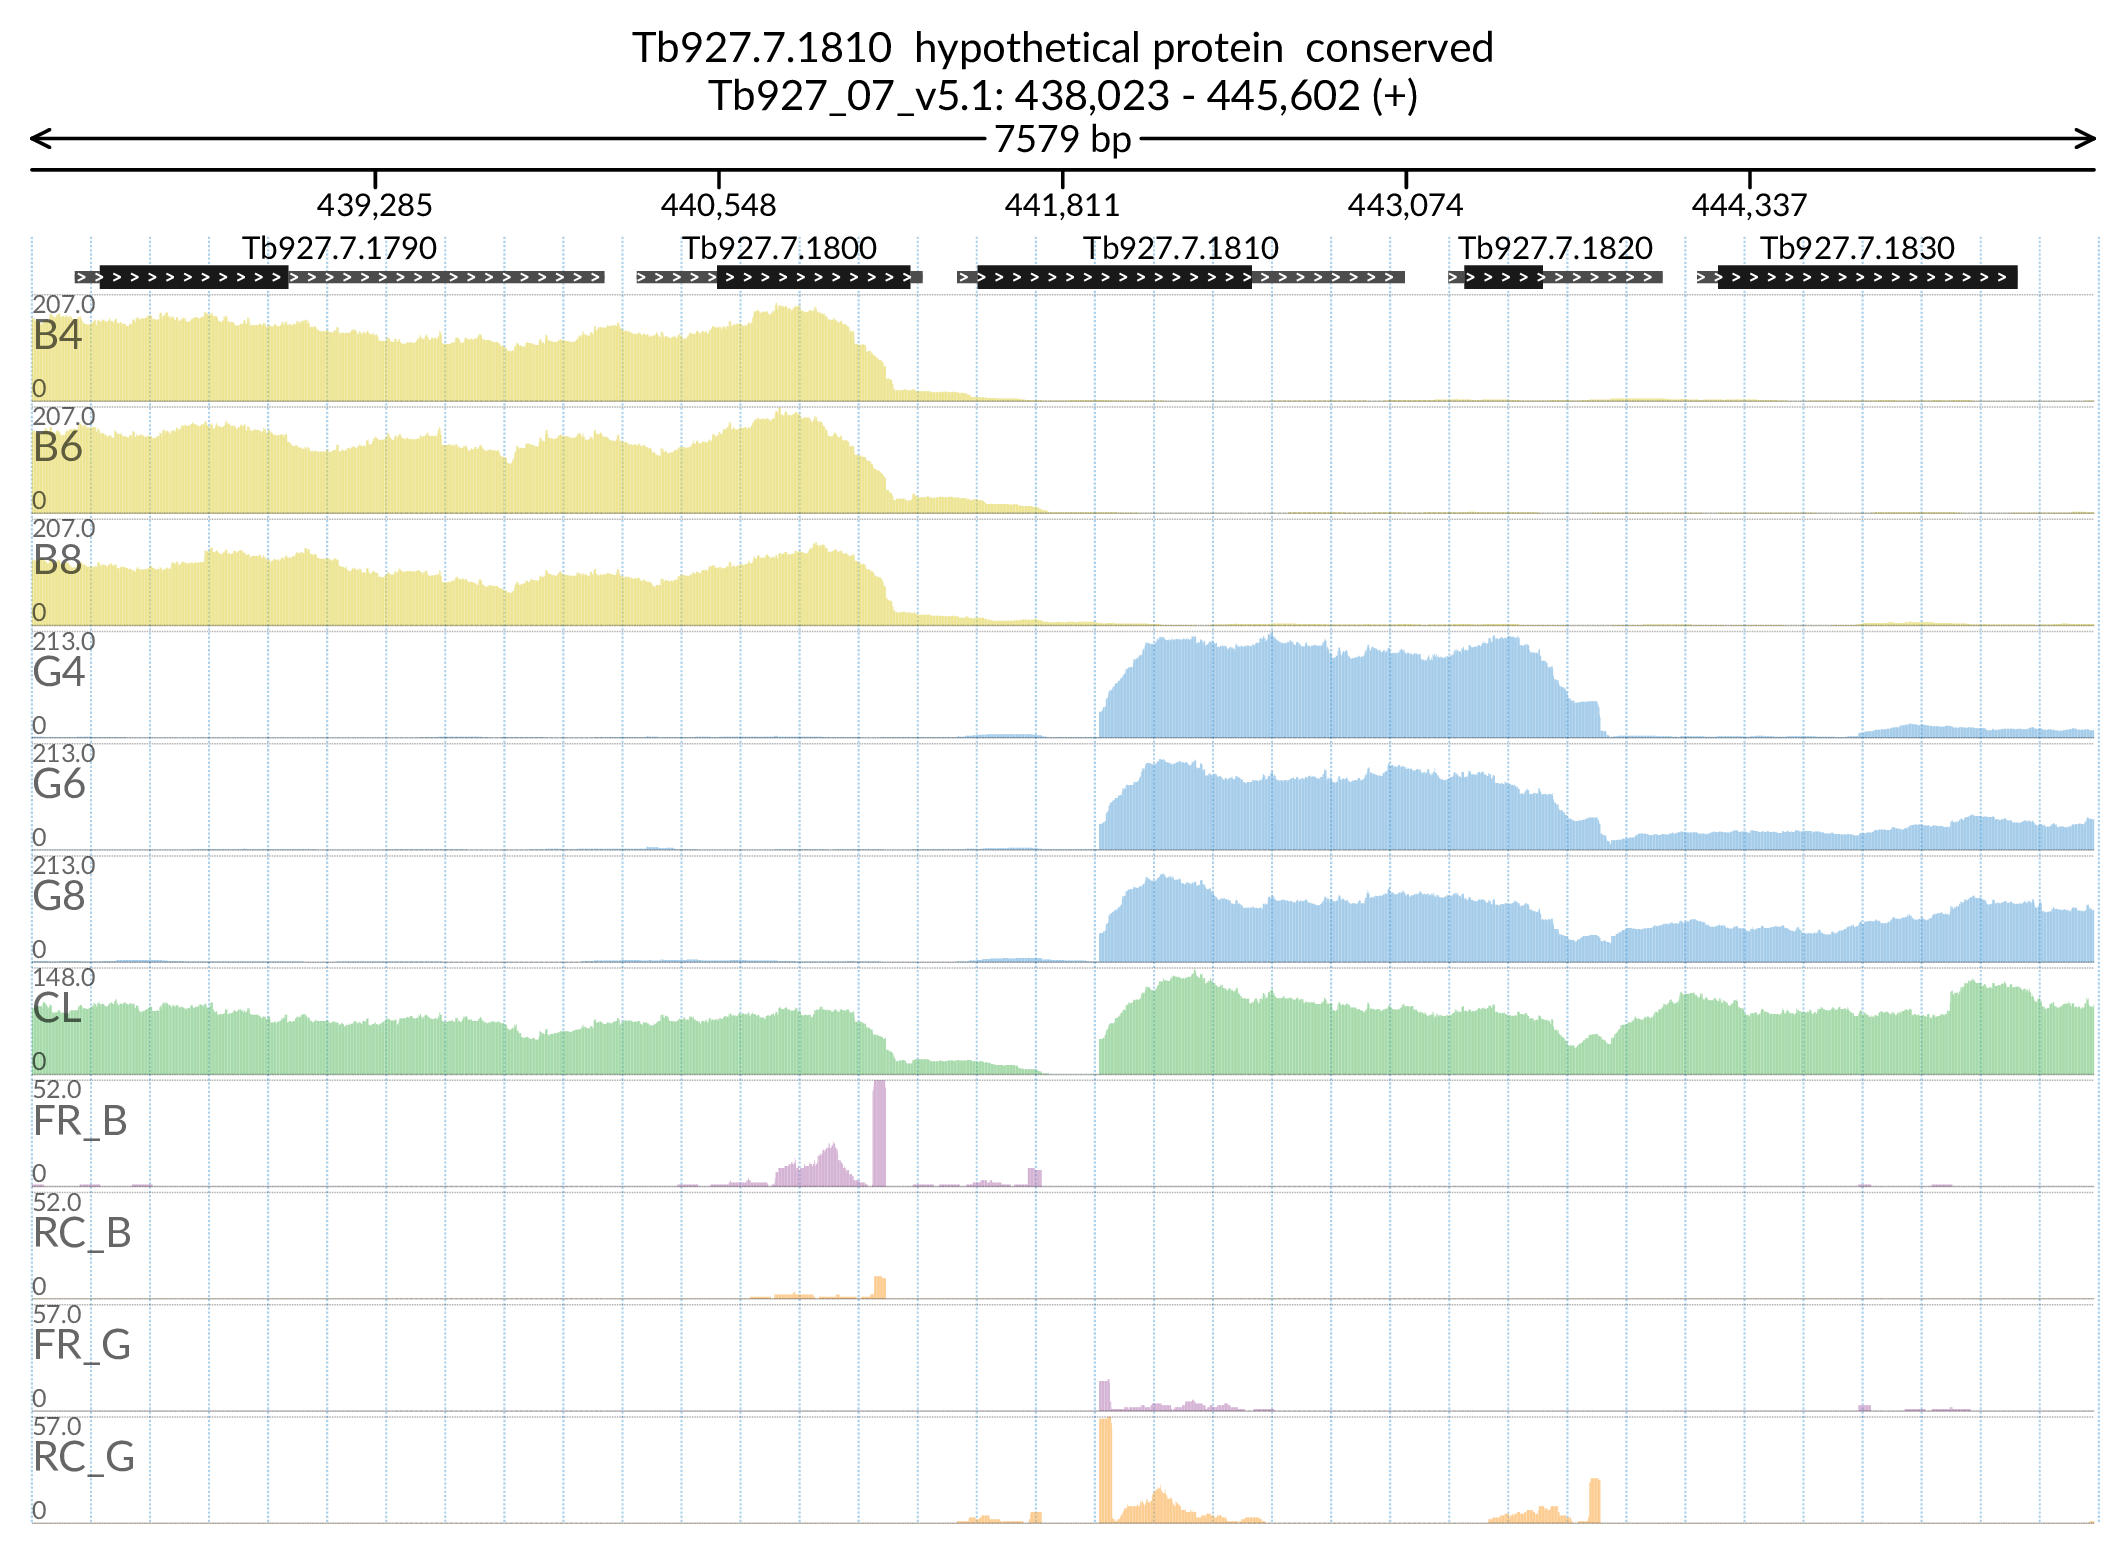 Tb927.7.1810 hypothetical protein conserved
Tb927_07_v5.1: 438,023 - 445,602 (+)
7579 bp
439,285 440,548 441,811 443,074 444,337
Tb927.7.1790 Tb927.7.1800 Tb927.7.1810 Tb927.7.1820 Tb927.7.1830
207.0
B4
0
207.0
B6
0
207.0
B8
0
213.0
G4
0
213.0
G6
0
213.0
G8
0
148.0
CL
0
52.0
FR_B
0
52.0
RC_B
0
57.0
FR_G
0
57.0
RC_G
0